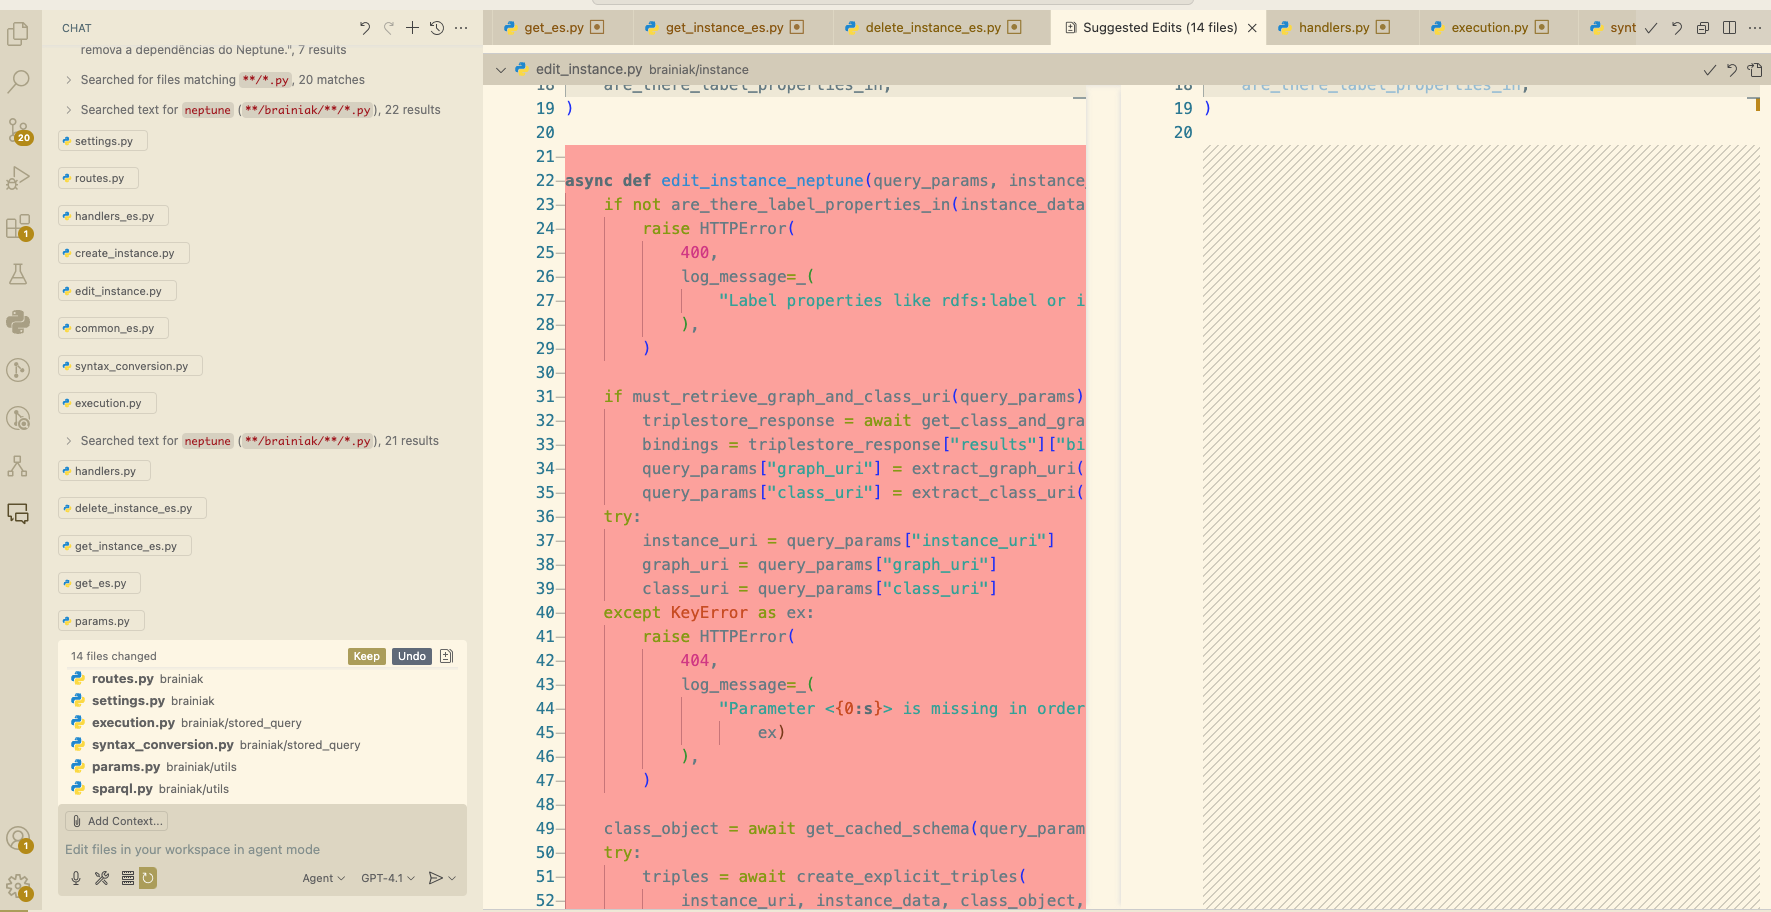 CHAT
remova a dependências do Neptune.", 7 results
Searched for files matching **/*.py, 20 matches
Searched text for neptune (**/brainiak/**/*.py), 22 results
settings.py
routes.py
handlers_es.py
create_instance.py
edit_instance.py
common_es.py
syntax_conversion.py
execution.py
Searched text for neptune (**/brainiak/**/*.py), 21 results
handlers.py
delete_instance_es.py
get_instance_es.py
get_es.py
params.py
14 files changed Keep Undo
routes.py brainiak
settings.py brainiak
execution.py brainiak/stored_query
syntax_conversion.py brainiak/stored_query
params.py brainiak/utils
sparql.py brainiak/utils
Add Context...
Edit files in your workspace in agent mode
Agent GPT-4.1
20
1
1
1
get_es.py get_instance_es.py delete_instance_es.py Suggested Edits (14 files) handlers.py execution.py synt
edit_instance.py brainiak/instance
18 are_there_label_properties_in,
19 )
20
21
22 async def edit_instance_neptune(query_params, instance
23 if not are_there_label_properties_in(instance_data
24 raise HTTPError(
25 400,
26 log_message=_(
27 "Label properties like rdfs:label or i
28 ),
29 )
30
31 if must_retrieve_graph_and_class_uri(query_params)
32 triplestore_response = await get_class_and_gra
33 bindings = triplestore_response["results"]["bi
34 query_params["graph_uri"] = extract_graph_uri(
35 query_params["class_uri"] = extract_class_uri(
36 try:
37 instance_uri = query_params["instance_uri"]
38 graph_uri = query_params["graph_uri"]
39 class_uri = query_params["class_uri"]
40 except KeyError as ex:
41 raise HTTPError(
42 404,
43 log_message=_(
44 "Parameter <{0:s}> is missing in order
45 ex)
46 ),
47 )
48
49 class_object = await get_cached_schema(query_param
50 try:
51 triples = await create_explicit_triples(
52 instance_uri, instance_data, class_object,
18 are_there_label_properties_in,
19 )
20